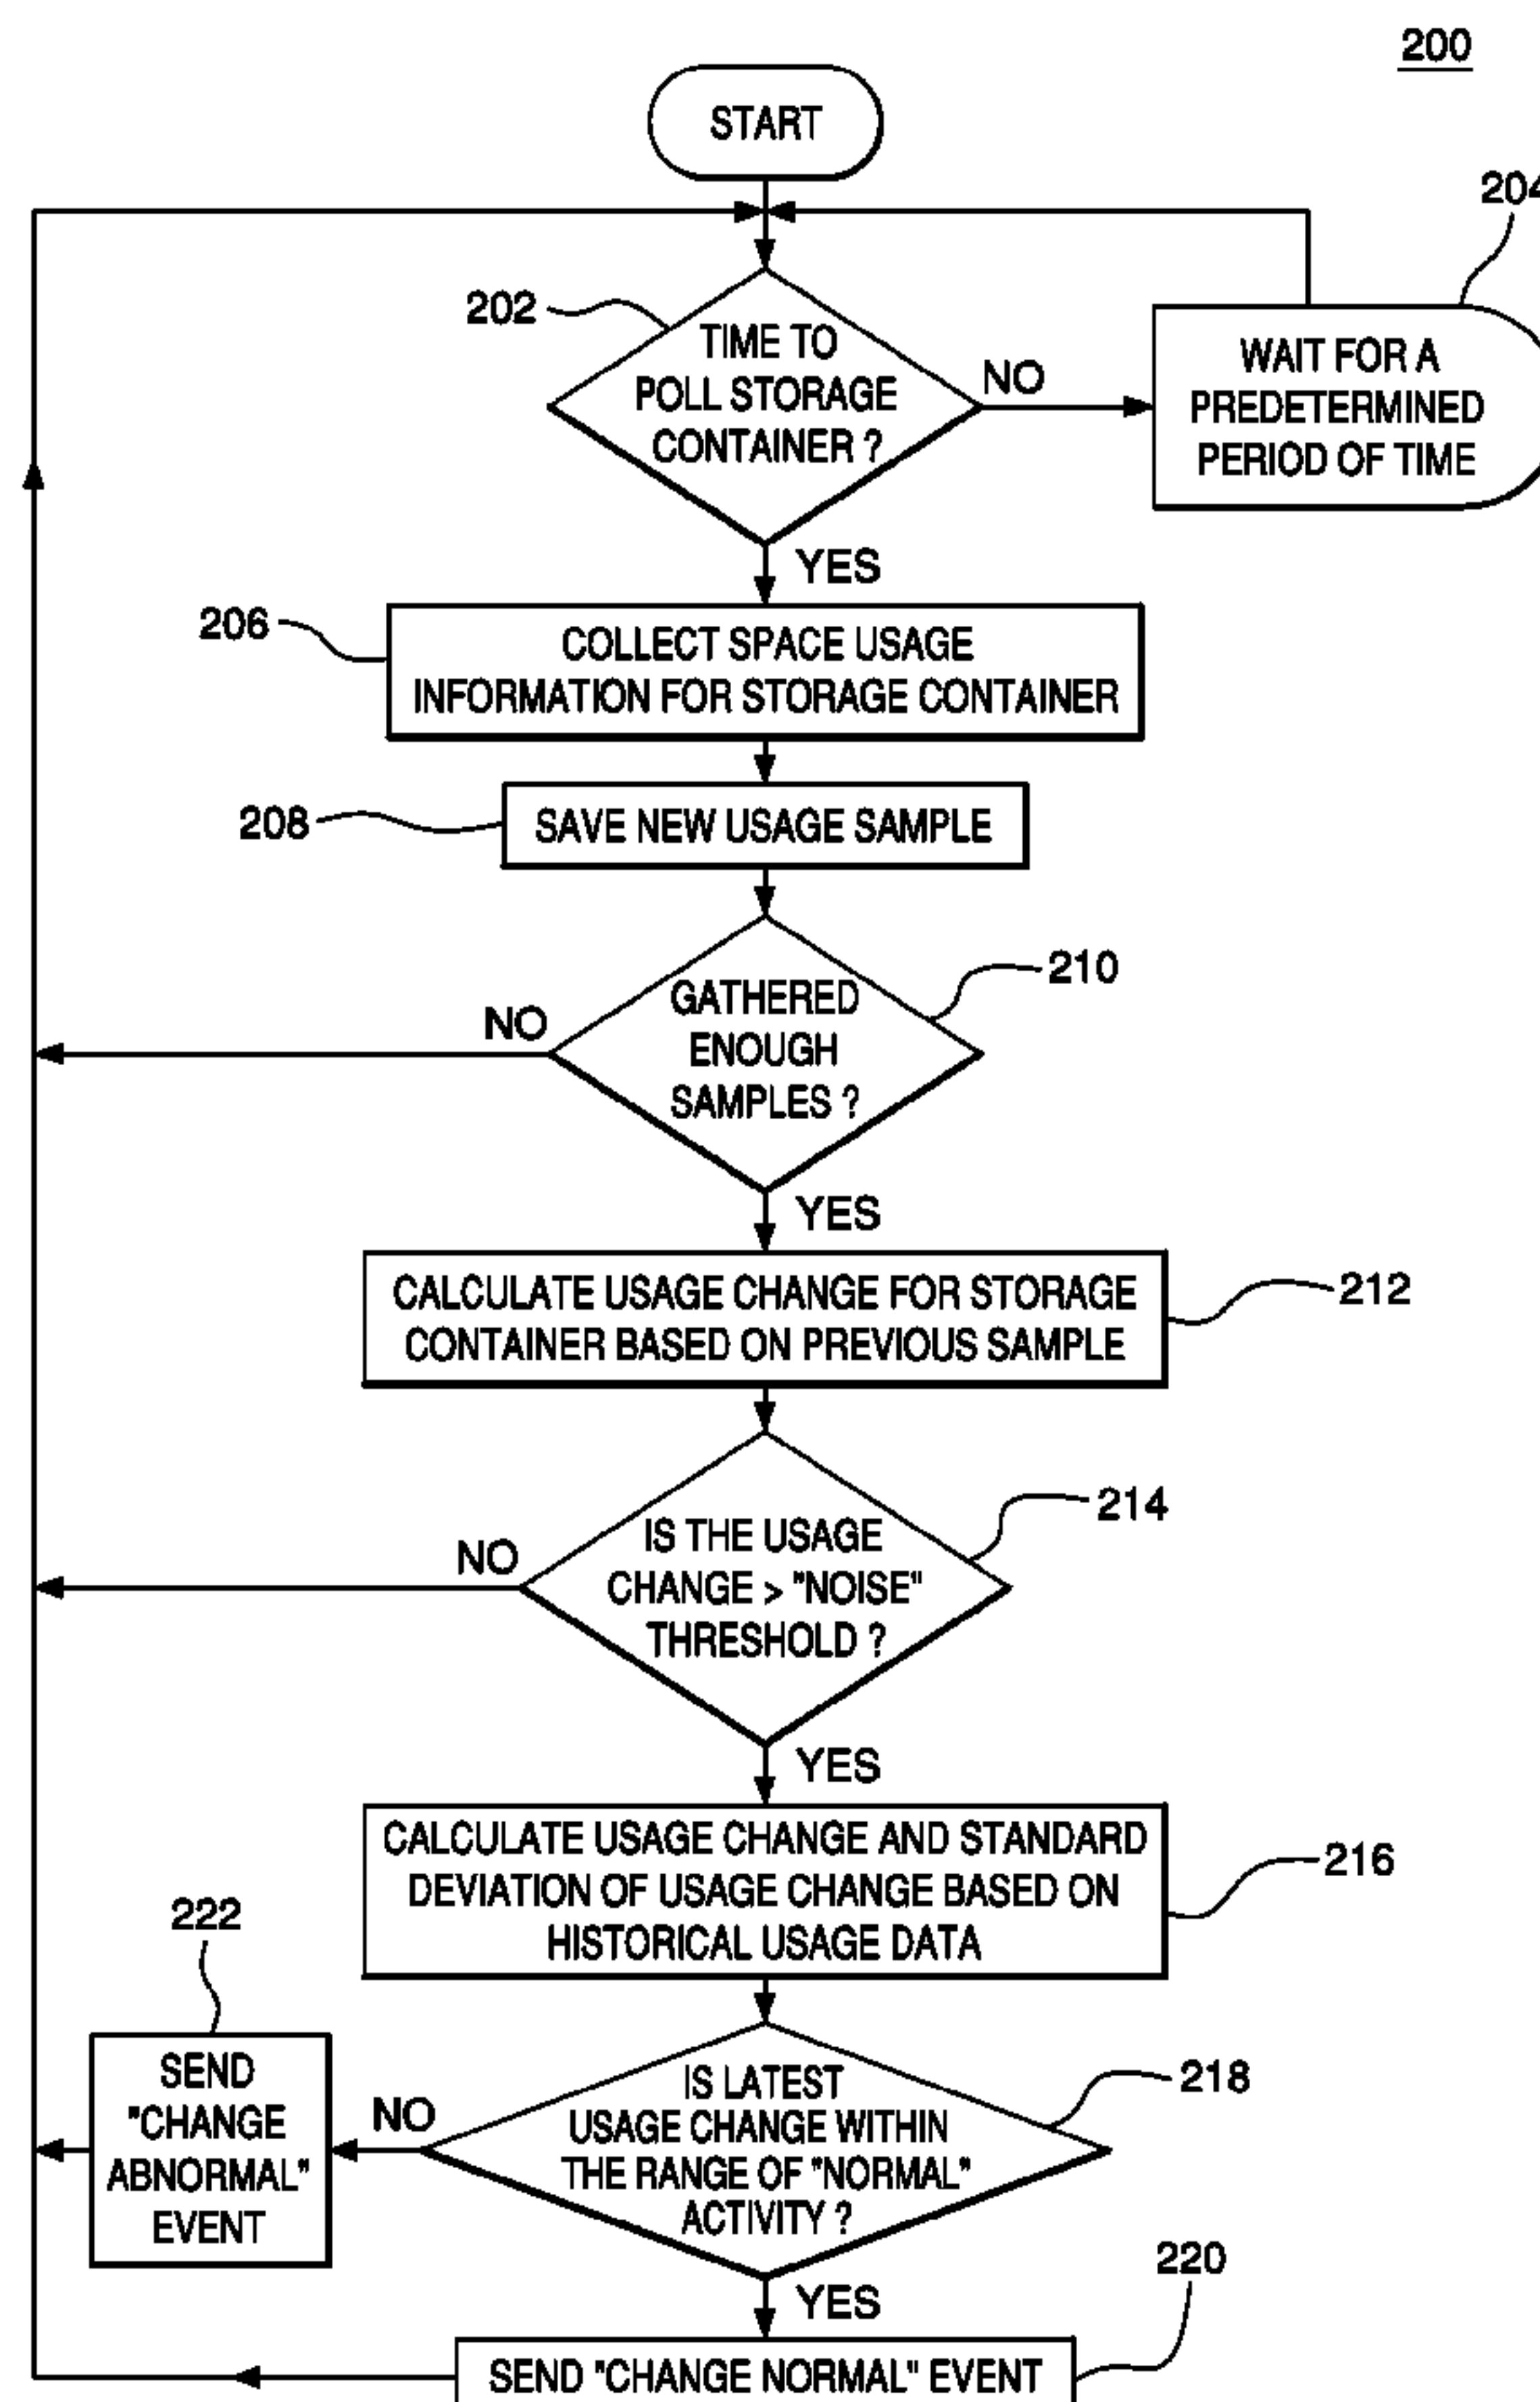 200
START
204
202
TIME TO
POLL STORAGE
CONTAINER ?
NO
WAIT FOR A
PREDETERMINED
PERIOD OF TIME
YES
206
COLLECT SPACE USAGE
INFORMATION FOR STORAGE CONTAINER
208
SAVE NEW USAGE SAMPLE
210
GATHERED
ENOUGH
SAMPLES ?
NO
YES
CALCULATE USAGE CHANGE FOR STORAGE
CONTAINER BASED ON PREVIOUS SAMPLE
212
214
IS THE USAGE
CHANGE > "NOISE"
THRESHOLD ?
NO
YES
CALCULATE USAGE CHANGE AND STANDARD
DEVIATION OF USAGE CHANGE BASED ON
HISTORICAL USAGE DATA
216
222
SEND
"CHANGE
ABNORMAL"
EVENT
NO
IS LATEST
USAGE CHANGE WITHIN
THE RANGE OF "NORMAL"
ACTIVITY ?
218
YES
220
SEND "CHANGE NORMAL" EVENT